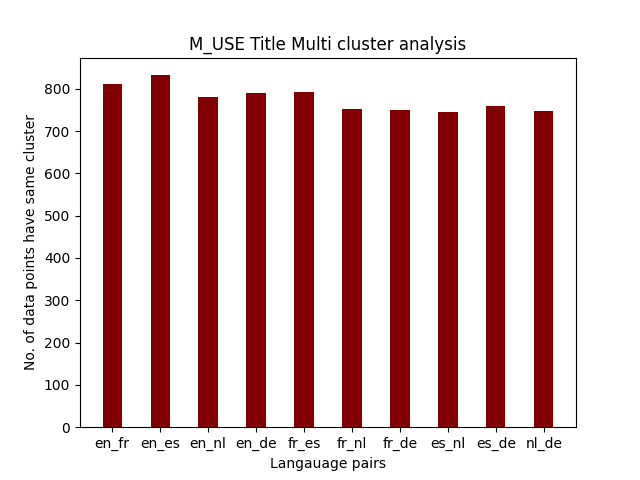 M_USE Title Multi cluster analysis
No. of data points have same cluster
800
700
600
500
400
300
200
100
0
en_fr en_es en_nl en_de fr_es fr_nl fr_de es_nl es_de nl_de
Langauage pairs